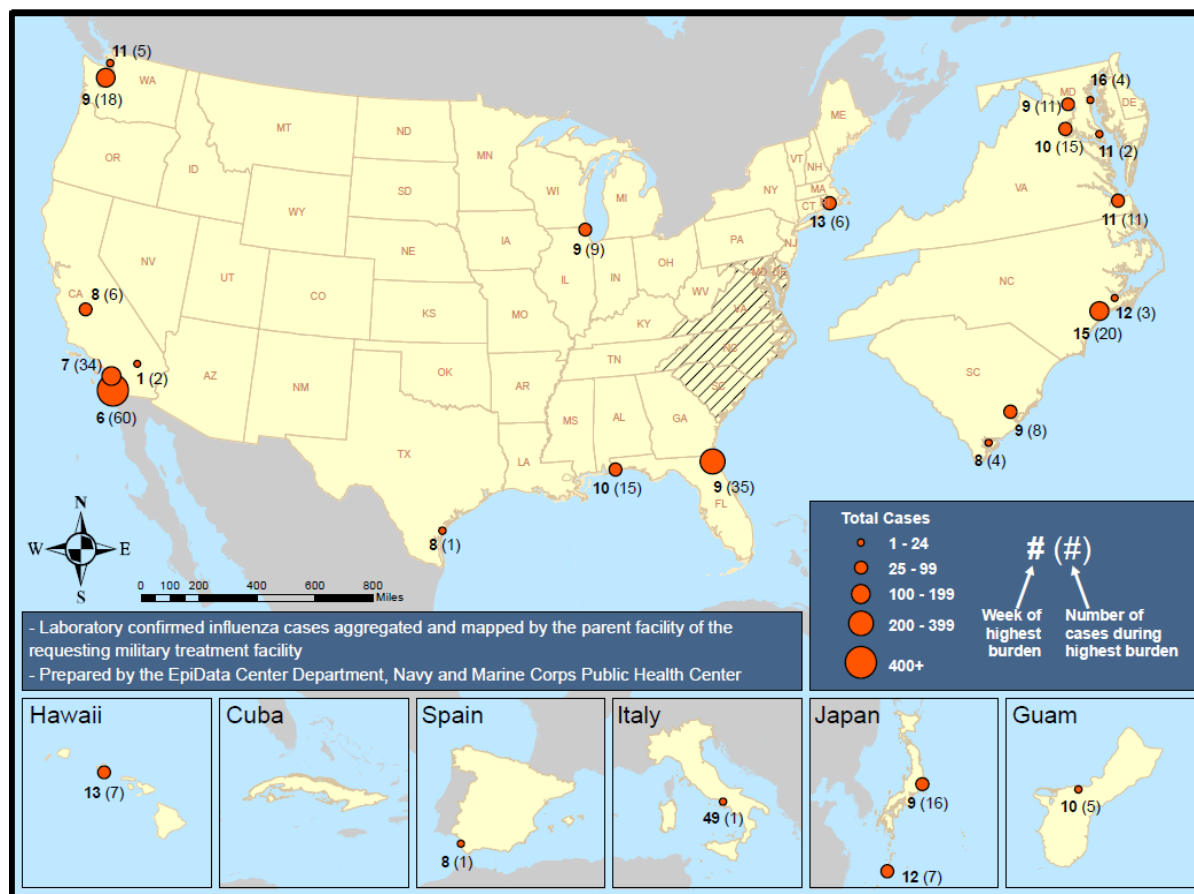 11 (5)
WA
9 (18)
MT
ND
MN
ME
OR
ID
SD
WI
MI
VT
NH
NY
MA
CT
WY
13 (6)
IA
NE
9 (9)
PA
NJ
NV
UT
IL
IN
OH
MD
DE
CA
8 (6)
CO
WV
VA
KS
MO
KY
7 (34)
1 (2)
NC
TN
AZ
NM
OK
AR
SC
6 (60)
MS
AL
GA
TX
LA
10 (15)
9 (35)
FL
8 (1)
16 (4)
MD
DE
9 (11)
10 (15)
11 (2)
VA
11 (11)
NC
12 (3)
15 (20)
SC
9 (8)
8 (4)
N
W E
S
0 100 200 400 600 800
Miles
- Laboratory confirmed influenza cases aggregated and mapped by the parent facility of the
requesting military treatment facility
- Prepared by the EpiData Center Department, Navy and Marine Corps Public Health Center
Total Cases
1 - 24
25 - 99
100 - 199
200 - 399
400+
# (#)
Week of
highest
burden
Number of
cases during
highest burden
Hawaii
13 (7)
Cuba
Spain
8 (1)
Italy
49 (1)
Japan
9 (16)
12 (7)
Guam
10 (5)